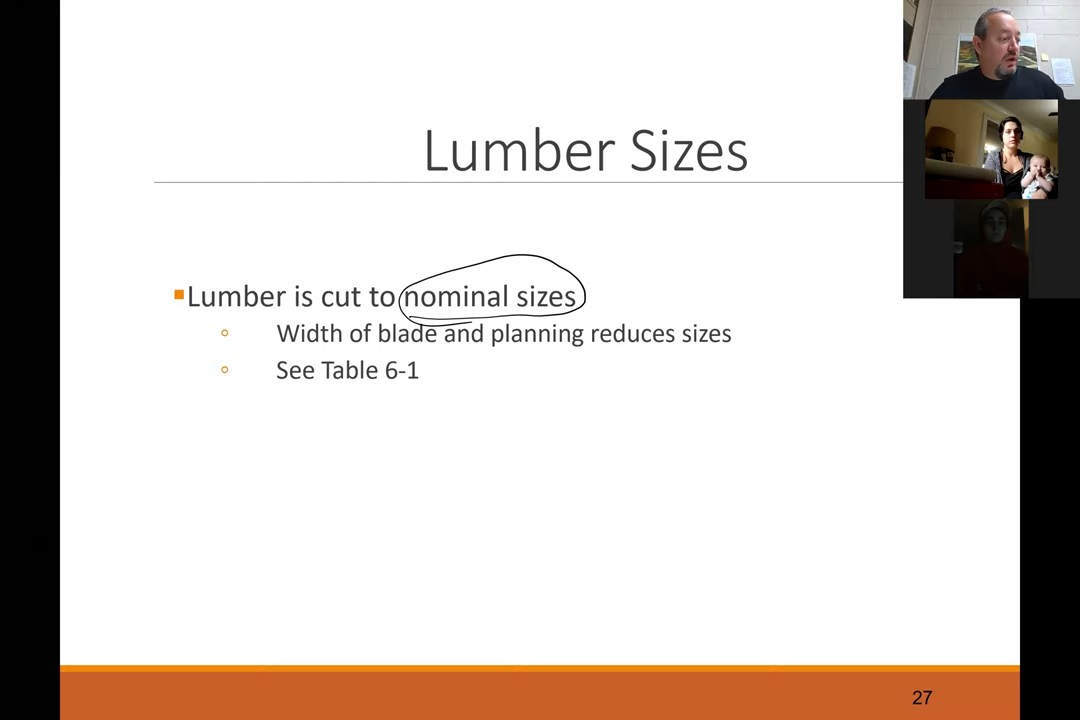 Lumber Sizes
Lumber is cut to nominal sizes
Width of blade and planning reduces sizes
See Table 6-1
27